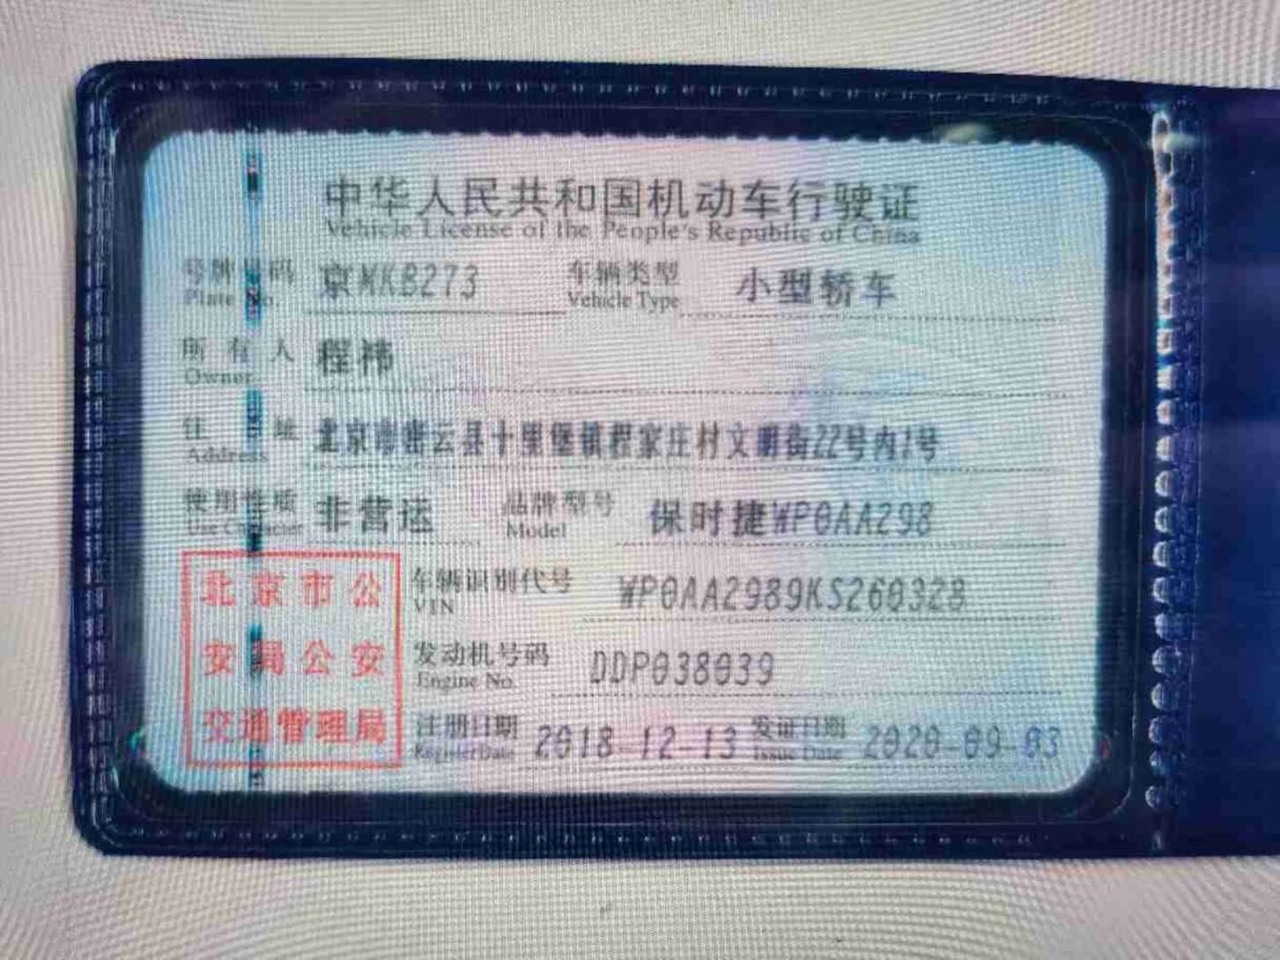 中华人民共和国机动车行驶证
Vehicle License of the People's Republic of China
号牌号码 京MKB273 车辆类型 小型轿车
Plate No. Vehicle Type
所有人 程祎
Owner
住址 北京市密云县十里堡镇程家庄村文明街22号内1号
Address
使用性质 非营运 品牌型号 保时捷WP0AA298
Use Character Model
北京市公 车辆识别代号 WP0AA2989KS260328
VIN
安局公安 发动机号码 DDP038039
Engine No.
交通管理局 注册日期 2018-12-13 发证日期 2020-09-03
Register Date Issue Date